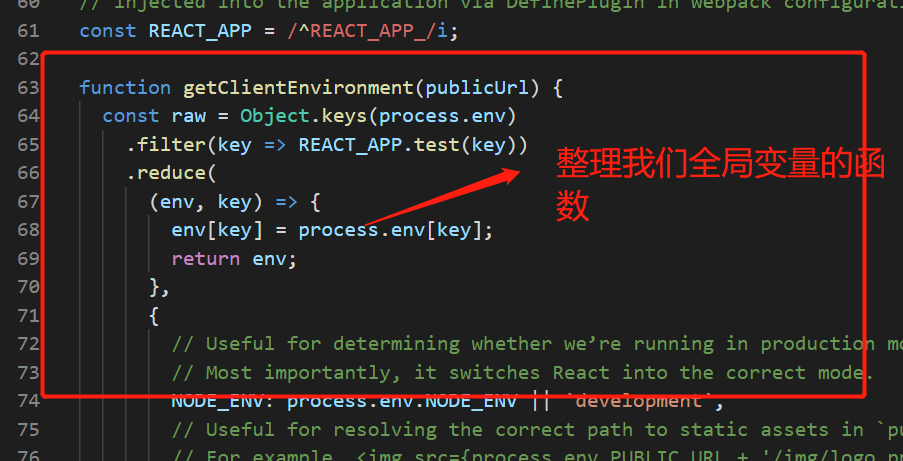 60 // injected into the application via DefinePlugin in webpack configurati
61 const REACT_APP = /^REACT_APP_/i;
62
63 function getClientEnvironment(publicUrl) {
64 const raw = Object.keys(process.env)
65 .filter(key => REACT_APP.test(key))
66 .reduce(
67 (env, key) => {
68 env[key] = process.env[key];
69 return env;
70 },
71 {
72 // Useful for determining whether we’re running in production mo
73 // Most importantly, it switches React into the correct mode.
74 NODE_ENV: process.env.NODE_ENV || 'development',
75 // Useful for resolving the correct path to static assets in `pu
76 // For example, <img src={process.env.PUBLIC_URL + '/img/logo.pn
整理我们全局变量的函
数